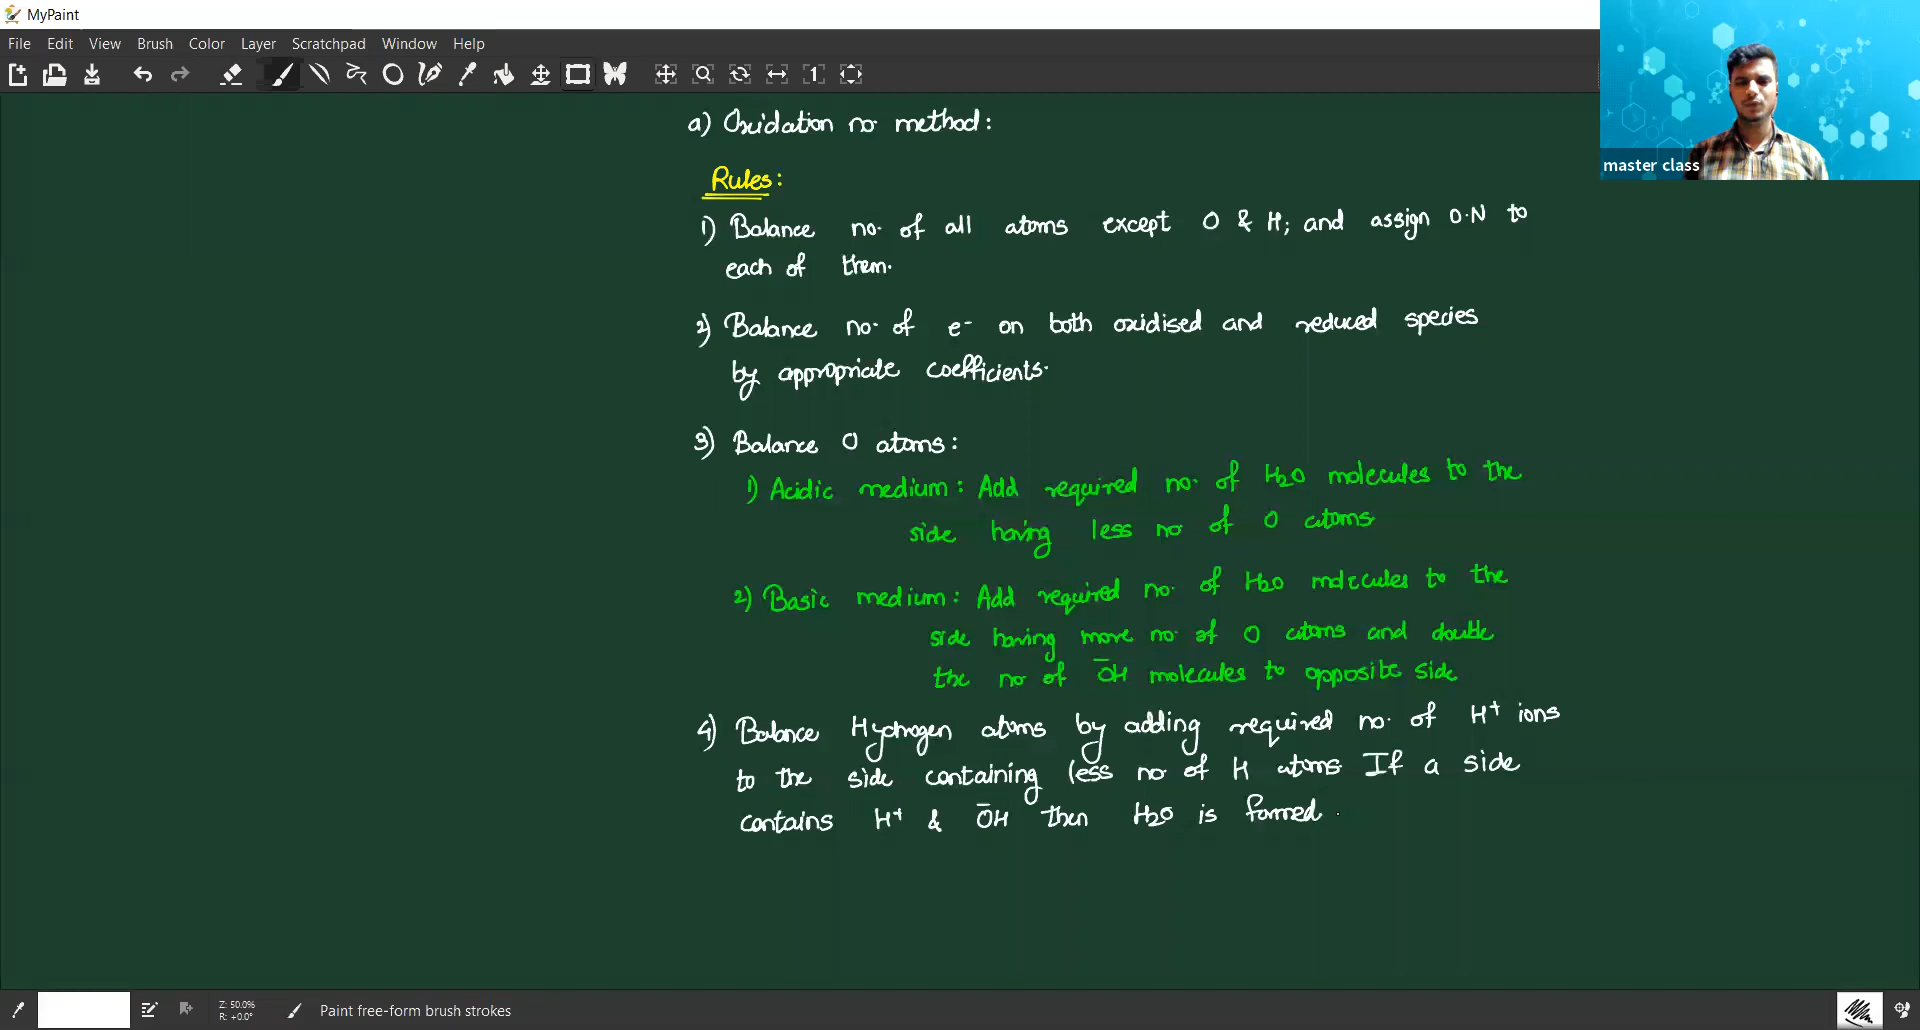 MyPaint
File Edit View Brush Color Layer Scratchpad Window Help
master class
a) Oxidation no. method:
Rules:
1) Balance no. of all atoms except O & H; and assign O.N to
each of them.
2) Balance no. of e- on both oxidised and reduced species
by appropriate coefficients.
3) Balance O atoms:
1) Acidic medium: Add required no. of H2O molecules to the
side having less no of O atoms
2) Basic medium: Add required no. of H2O molecules to the
side having more no. of O atoms and double
the no of ŌH molecules to opposite side
4) Balance Hydrogen atoms by adding required no. of H+ ions
to the side containing less no of H atoms. If a side
contains H+ & ŌH then H2O is formed.
Z: 50.0%
R: +0.0°
Paint free-form brush strokes